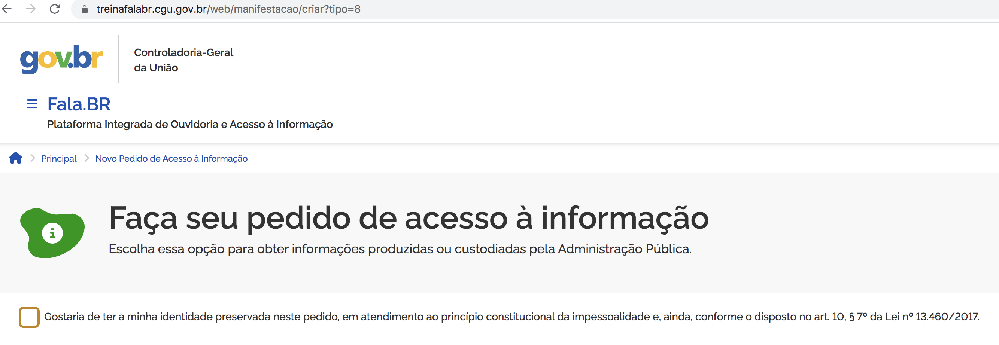 treinafalabr.cgu.gov.br/web/manifestacao/criar?tipo=8
gov.br
Controladoria-Geral
da União
Fala.BR
Plataforma Integrada de Ouvidoria e Acesso à Informação
Principal
Novo Pedido de Acesso à Informação
Faça seu pedido de acesso à informação
Escolha essa opção para obter informações produzidas ou custodiadas pela Administração Pública.
Gostaria de ter a minha identidade preservada neste pedido, em atendimento ao princípio constitucional da impessoalidade e, ainda, conforme o disposto no art. 10, § 7º da Lei nº 13.460/2017.